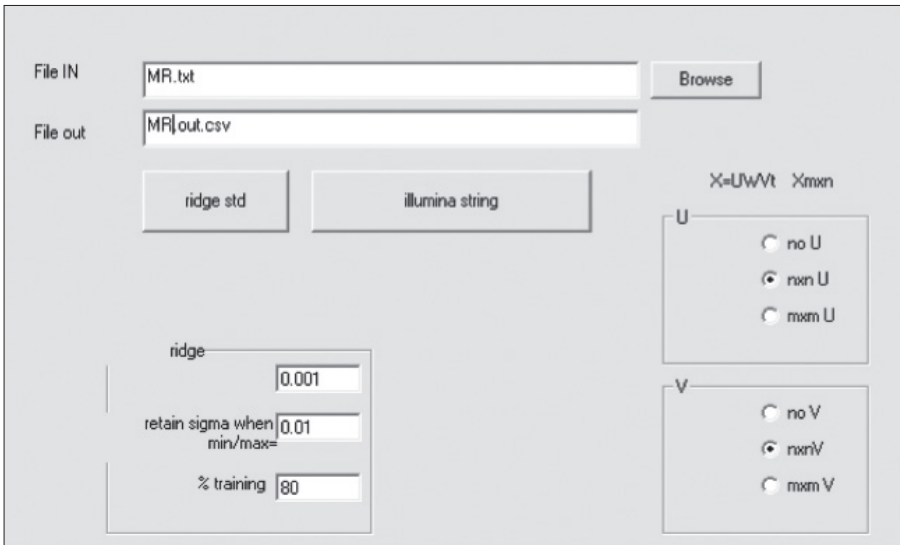 File IN
MR.txt
Browse
File out
MR.out.csv
ridge std
illumina string
X=UWVt Xmxn
U
no U
nxn U
mxm U
ridge
0.001
retain sigma when
min/max=
0.01
% training
80
V
no V
nxnV
mxm V